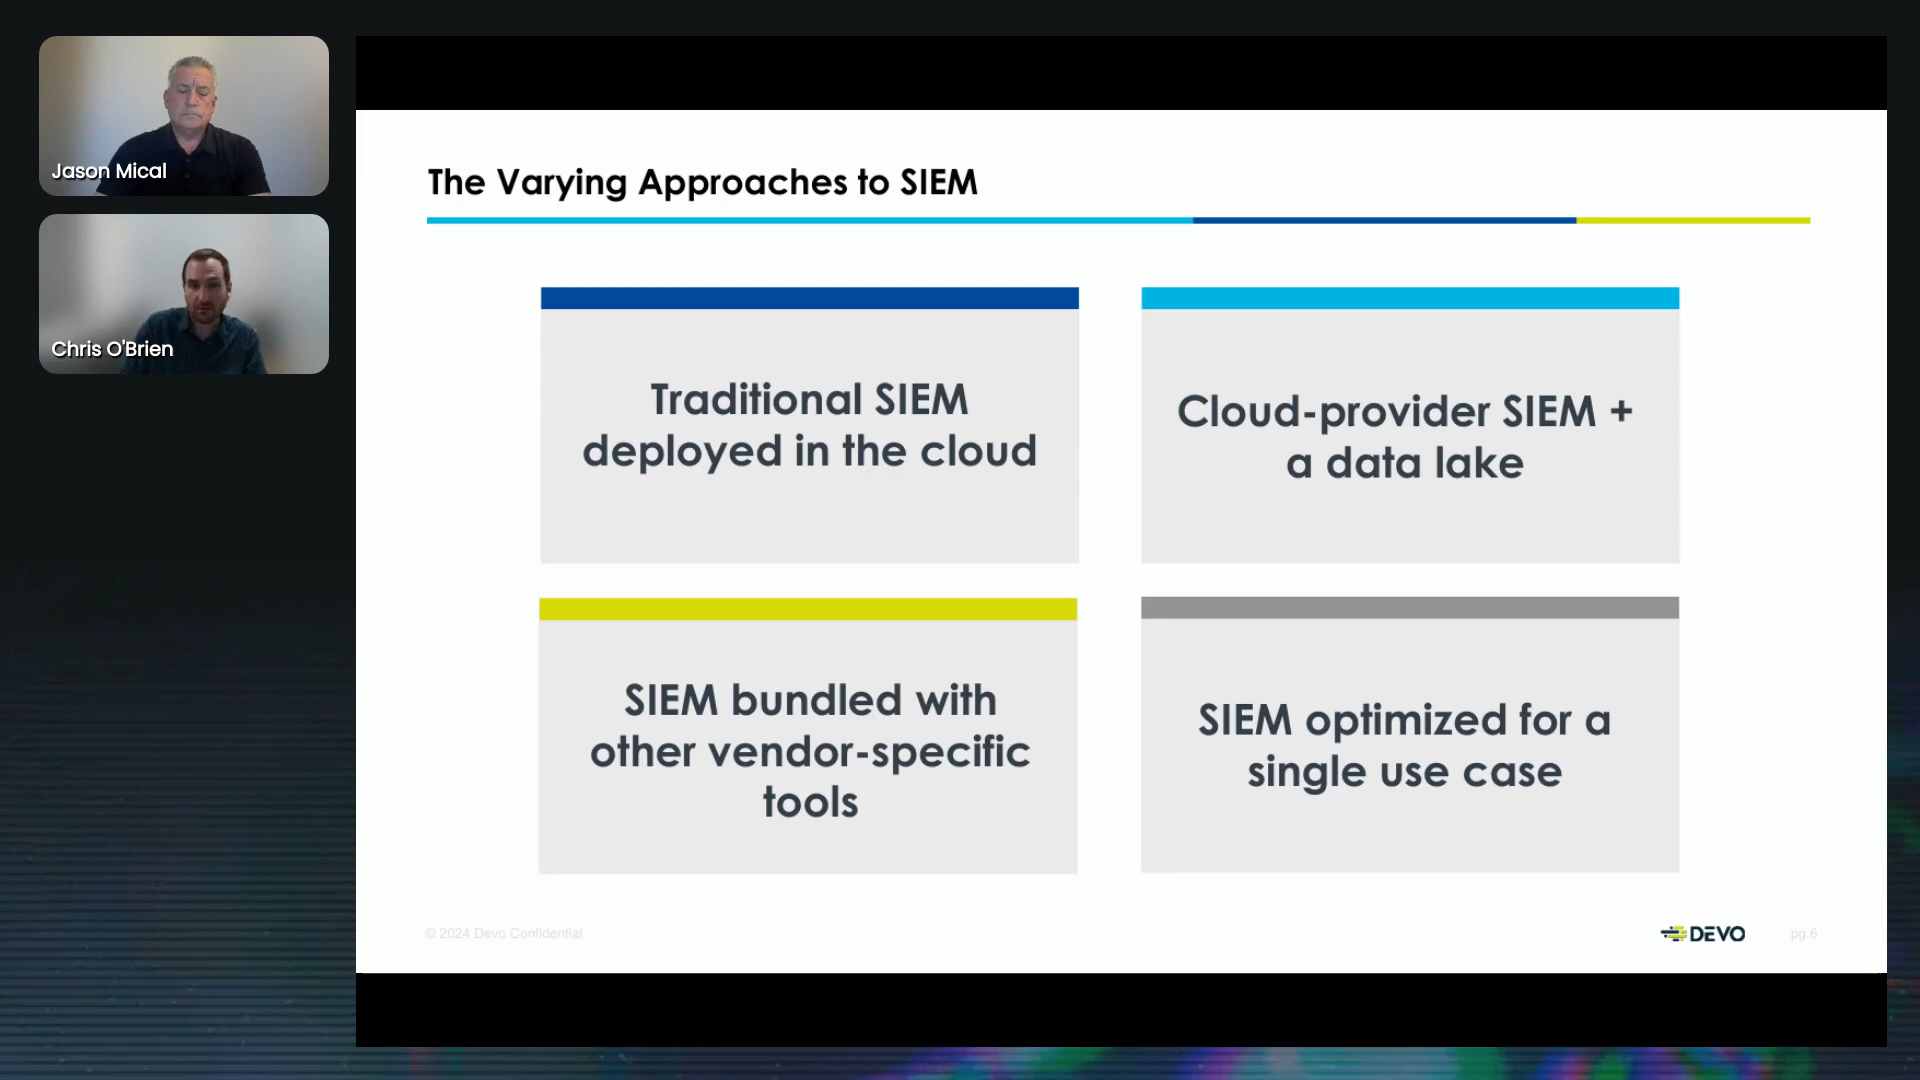 Jason Mical
Chris O'Brien
The Varying Approaches to SIEM
Traditional SIEM
deployed in the cloud
Cloud-provider SIEM +
a data lake
SIEM bundled with
other vendor-specific
tools
SIEM optimized for a
single use case
© 2024 Devo Confidential
DEVO
pg.6